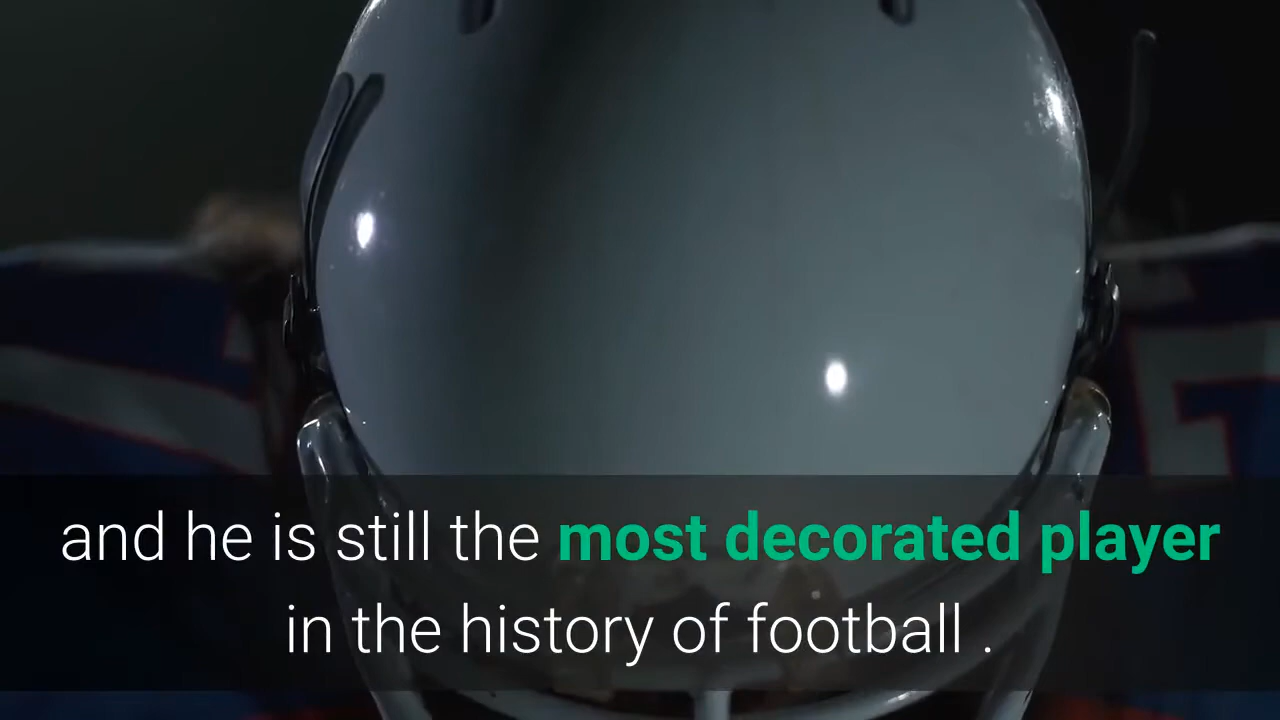 and he is still the most decorated player
in the history of football .